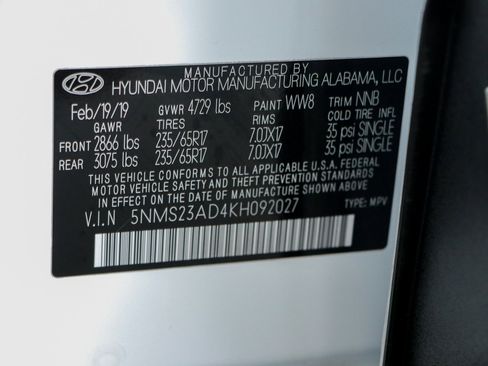 MANUFACTURED BY
HYUNDAI MOTOR MANUFACTURING ALABAMA, LLC
Feb/19/19 GVWR 4729 lbs PAINT WW8 TRIM NNB
GAWR TIRES RIMS COLD TIRE INFL
FRONT 2866 lbs 235/65R17 7.0JX17 35 psi SINGLE
REAR 3075 lbs 235/65R17 7.0JX17 35 psi SINGLE
THIS VEHICLE CONFORMS TO ALL APPLICABLE FEDERAL
MOTOR VEHICLE SAFETY AND THEFT PREVENTION STANDARDS
IN EFFECT ON THE DATE OF MANUFACTURE SHOWN ABOVE.
V.I.N 5NMS23AD4KH092027 TYPE: MPV